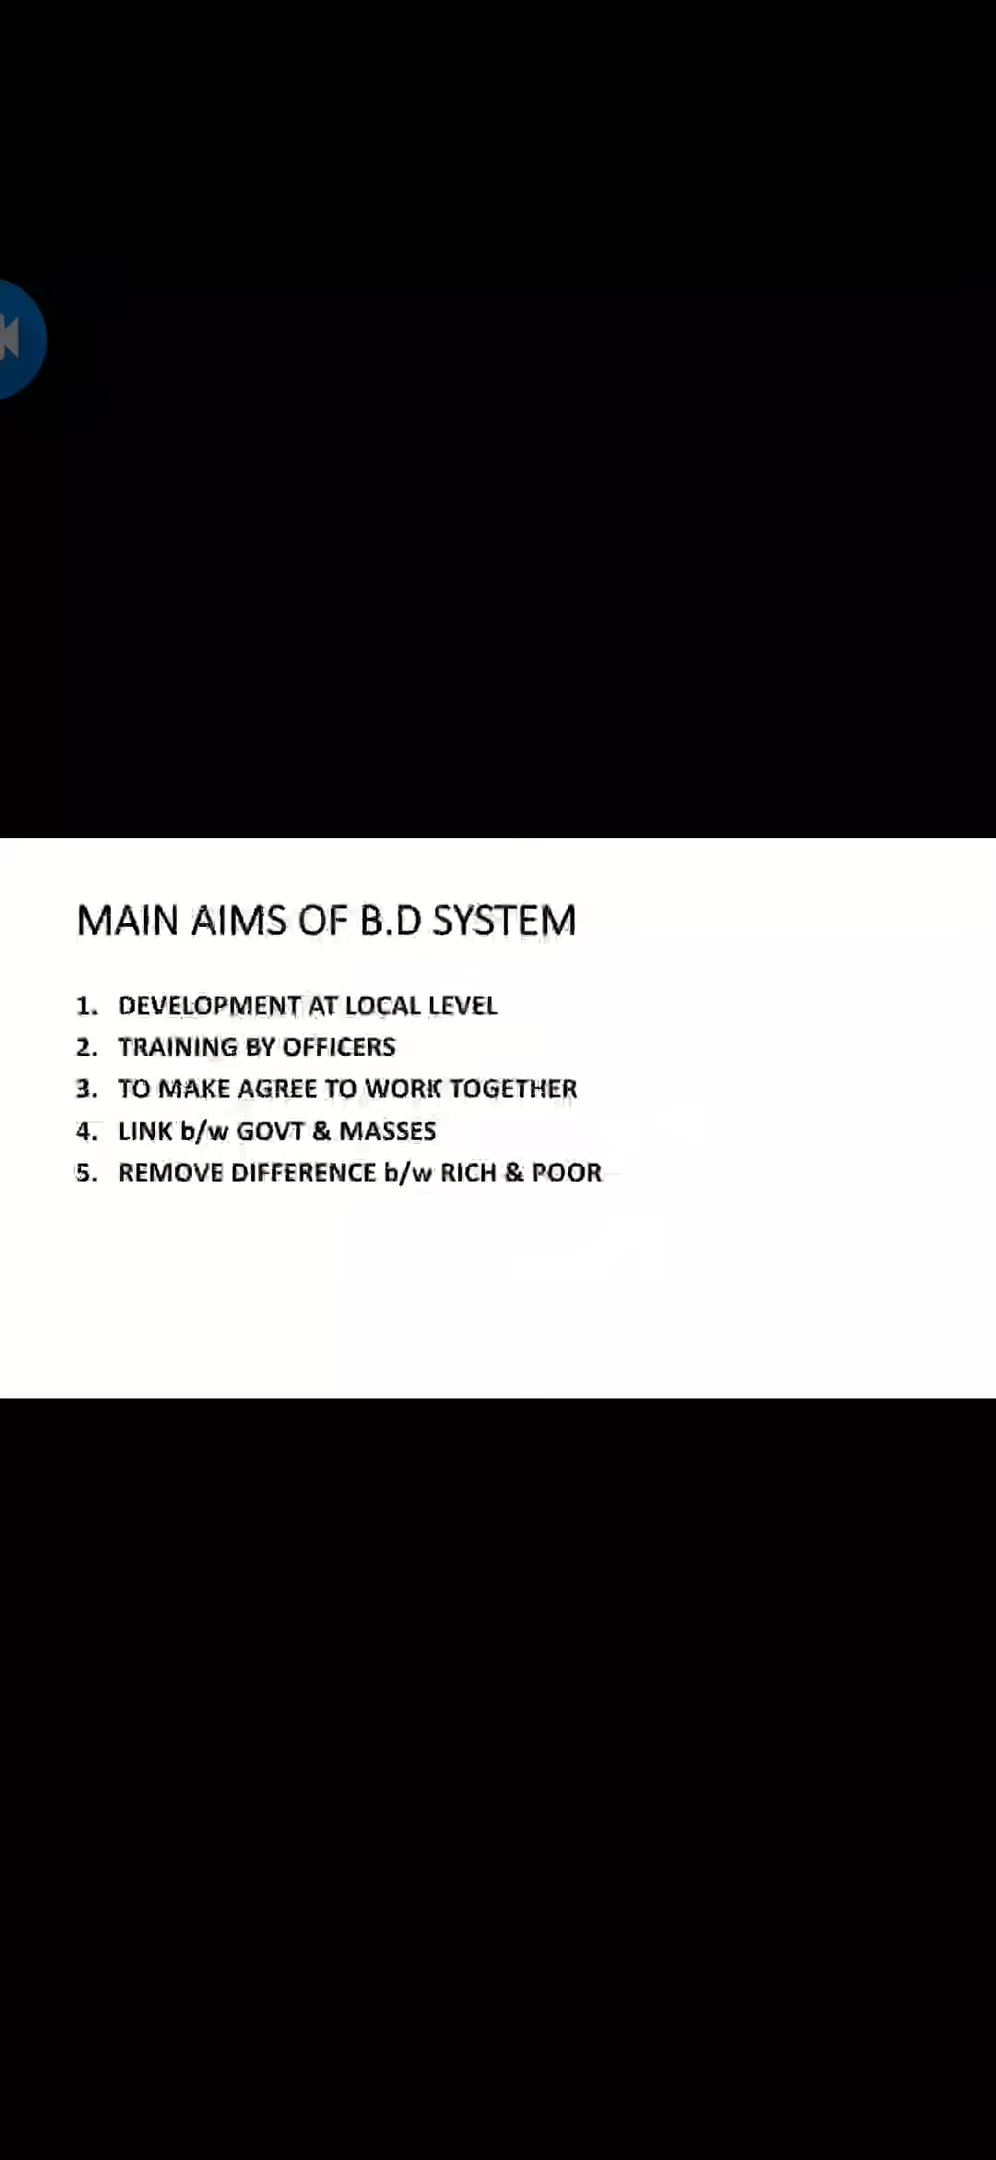 MAIN AIMS OF B.D SYSTEM
1. DEVELOPMENT AT LOCAL LEVEL
2. TRAINING BY OFFICERS
3. TO MAKE AGREE TO WORK TOGETHER
4. LINK b/w GOVT & MASSES
5. REMOVE DIFFERENCE b/w RICH & POOR